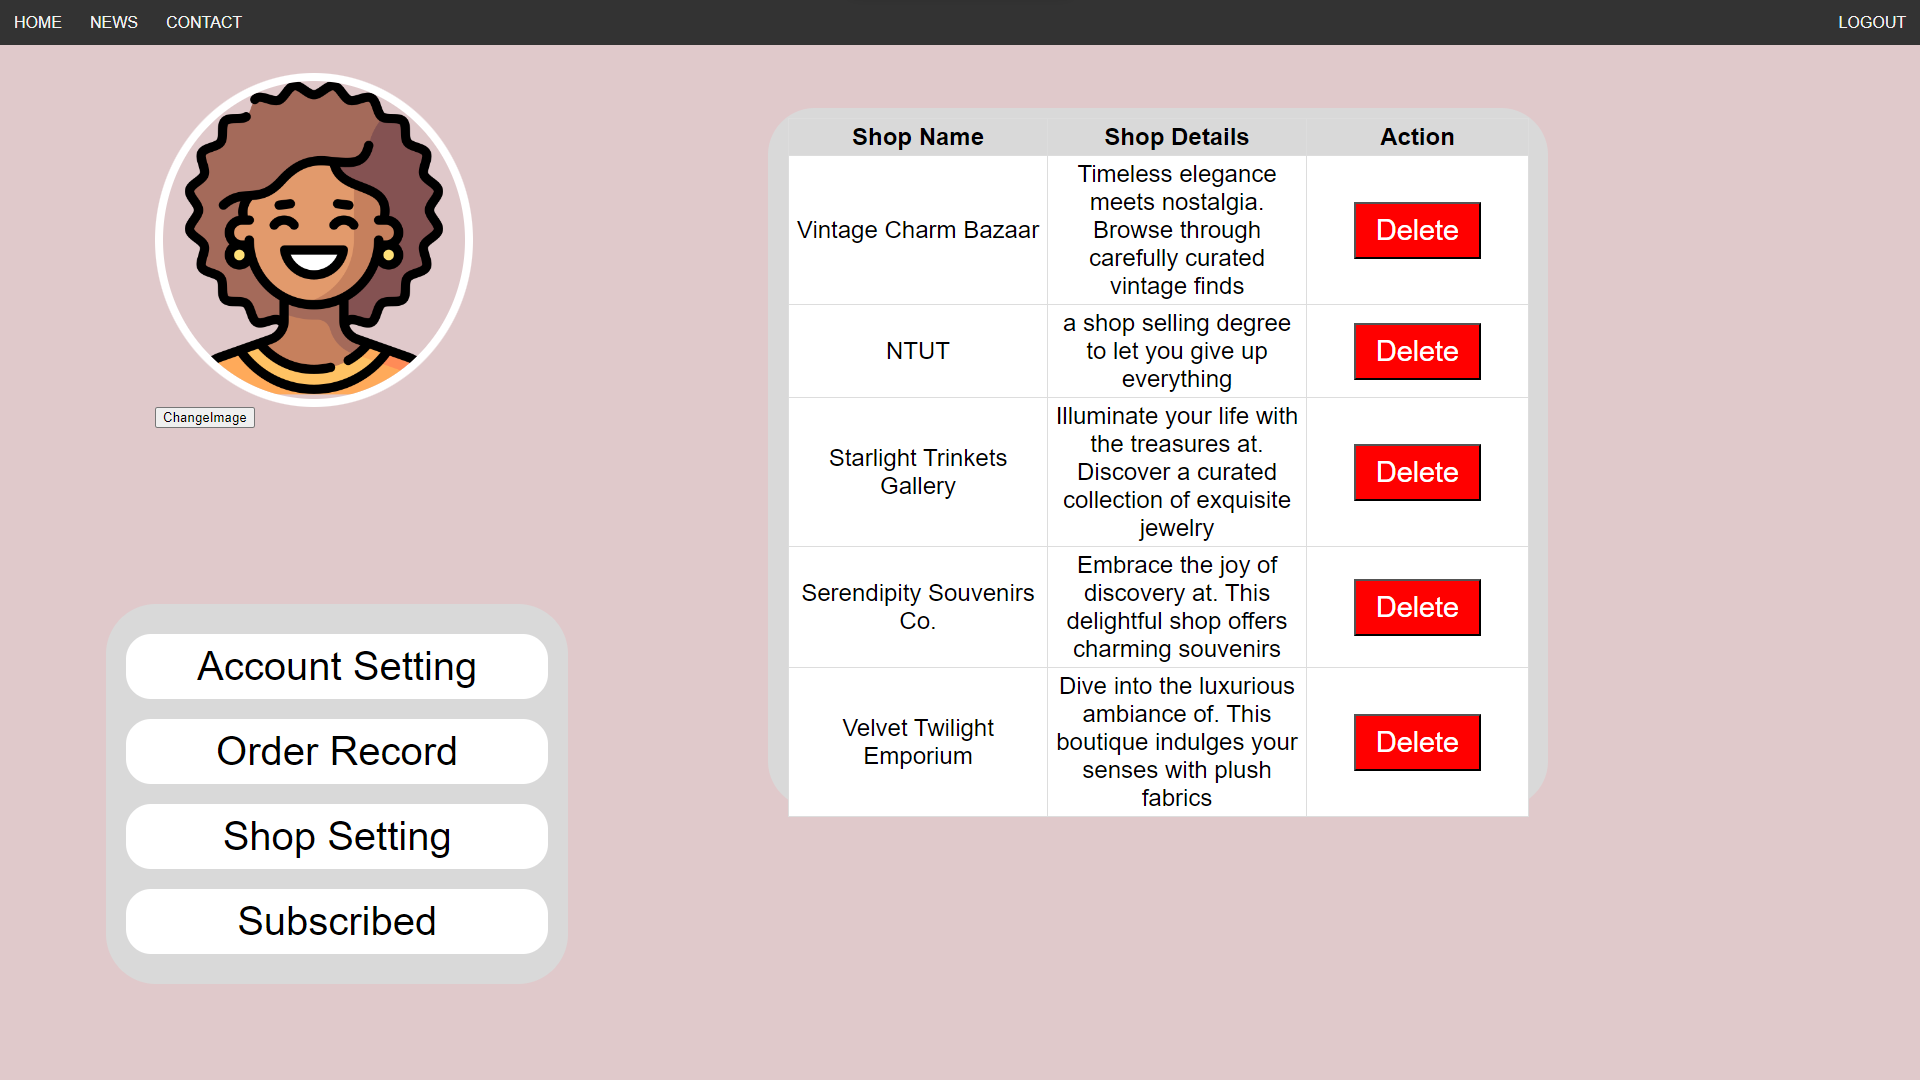 HOME NEWS CONTACT LOGOUT
ChangeImage
Account Setting
Order Record
Shop Setting
Subscribed
Shop Name Shop Details Action
Vintage Charm Bazaar
Timeless elegance
meets nostalgia.
Browse through
carefully curated
vintage finds
Delete
NTUT
a shop selling degree
to let you give up
everything
Delete
Starlight Trinkets
Gallery
Illuminate your life with
the treasures at.
Discover a curated
collection of exquisite
jewelry
Delete
Serendipity Souvenirs
Co.
Embrace the joy of
discovery at. This
delightful shop offers
charming souvenirs
Delete
Velvet Twilight
Emporium
Dive into the luxurious
ambiance of. This
boutique indulges your
senses with plush
fabrics
Delete